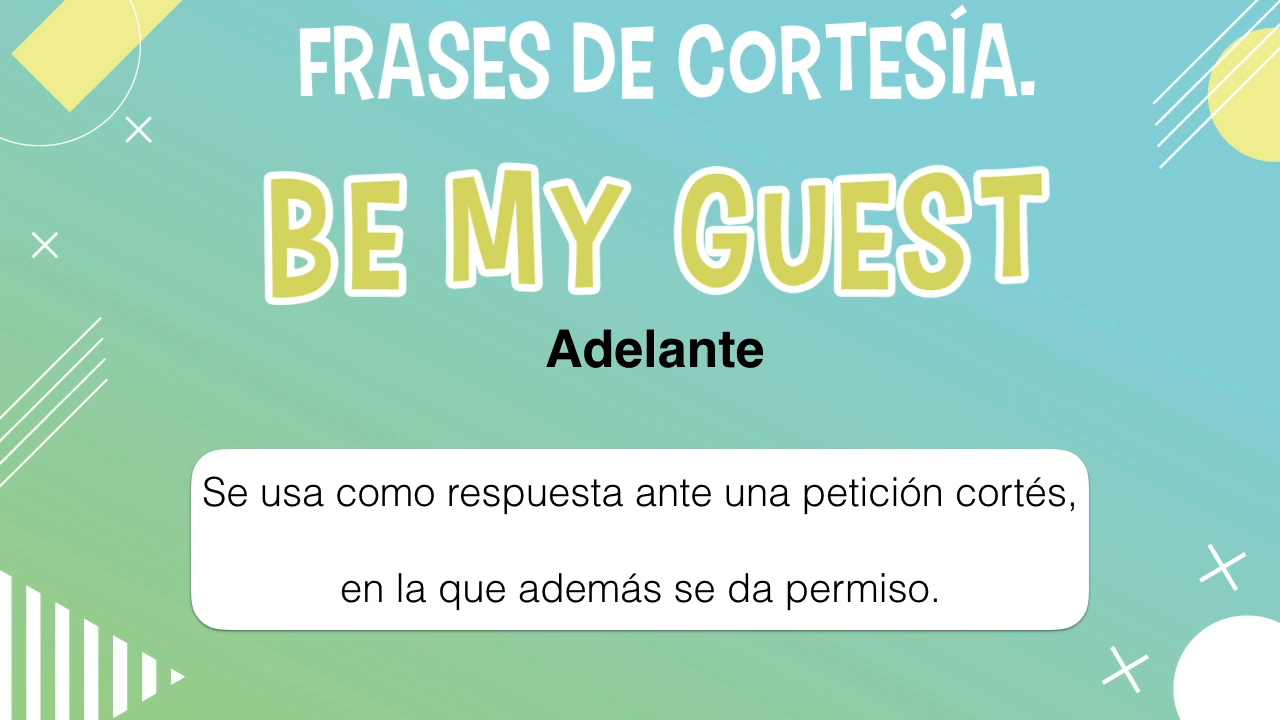 FRASES DE CORTESÍA.
BE MY GUEST
Adelante
Se usa como respuesta ante una petición cortés,
en la que además se da permiso.